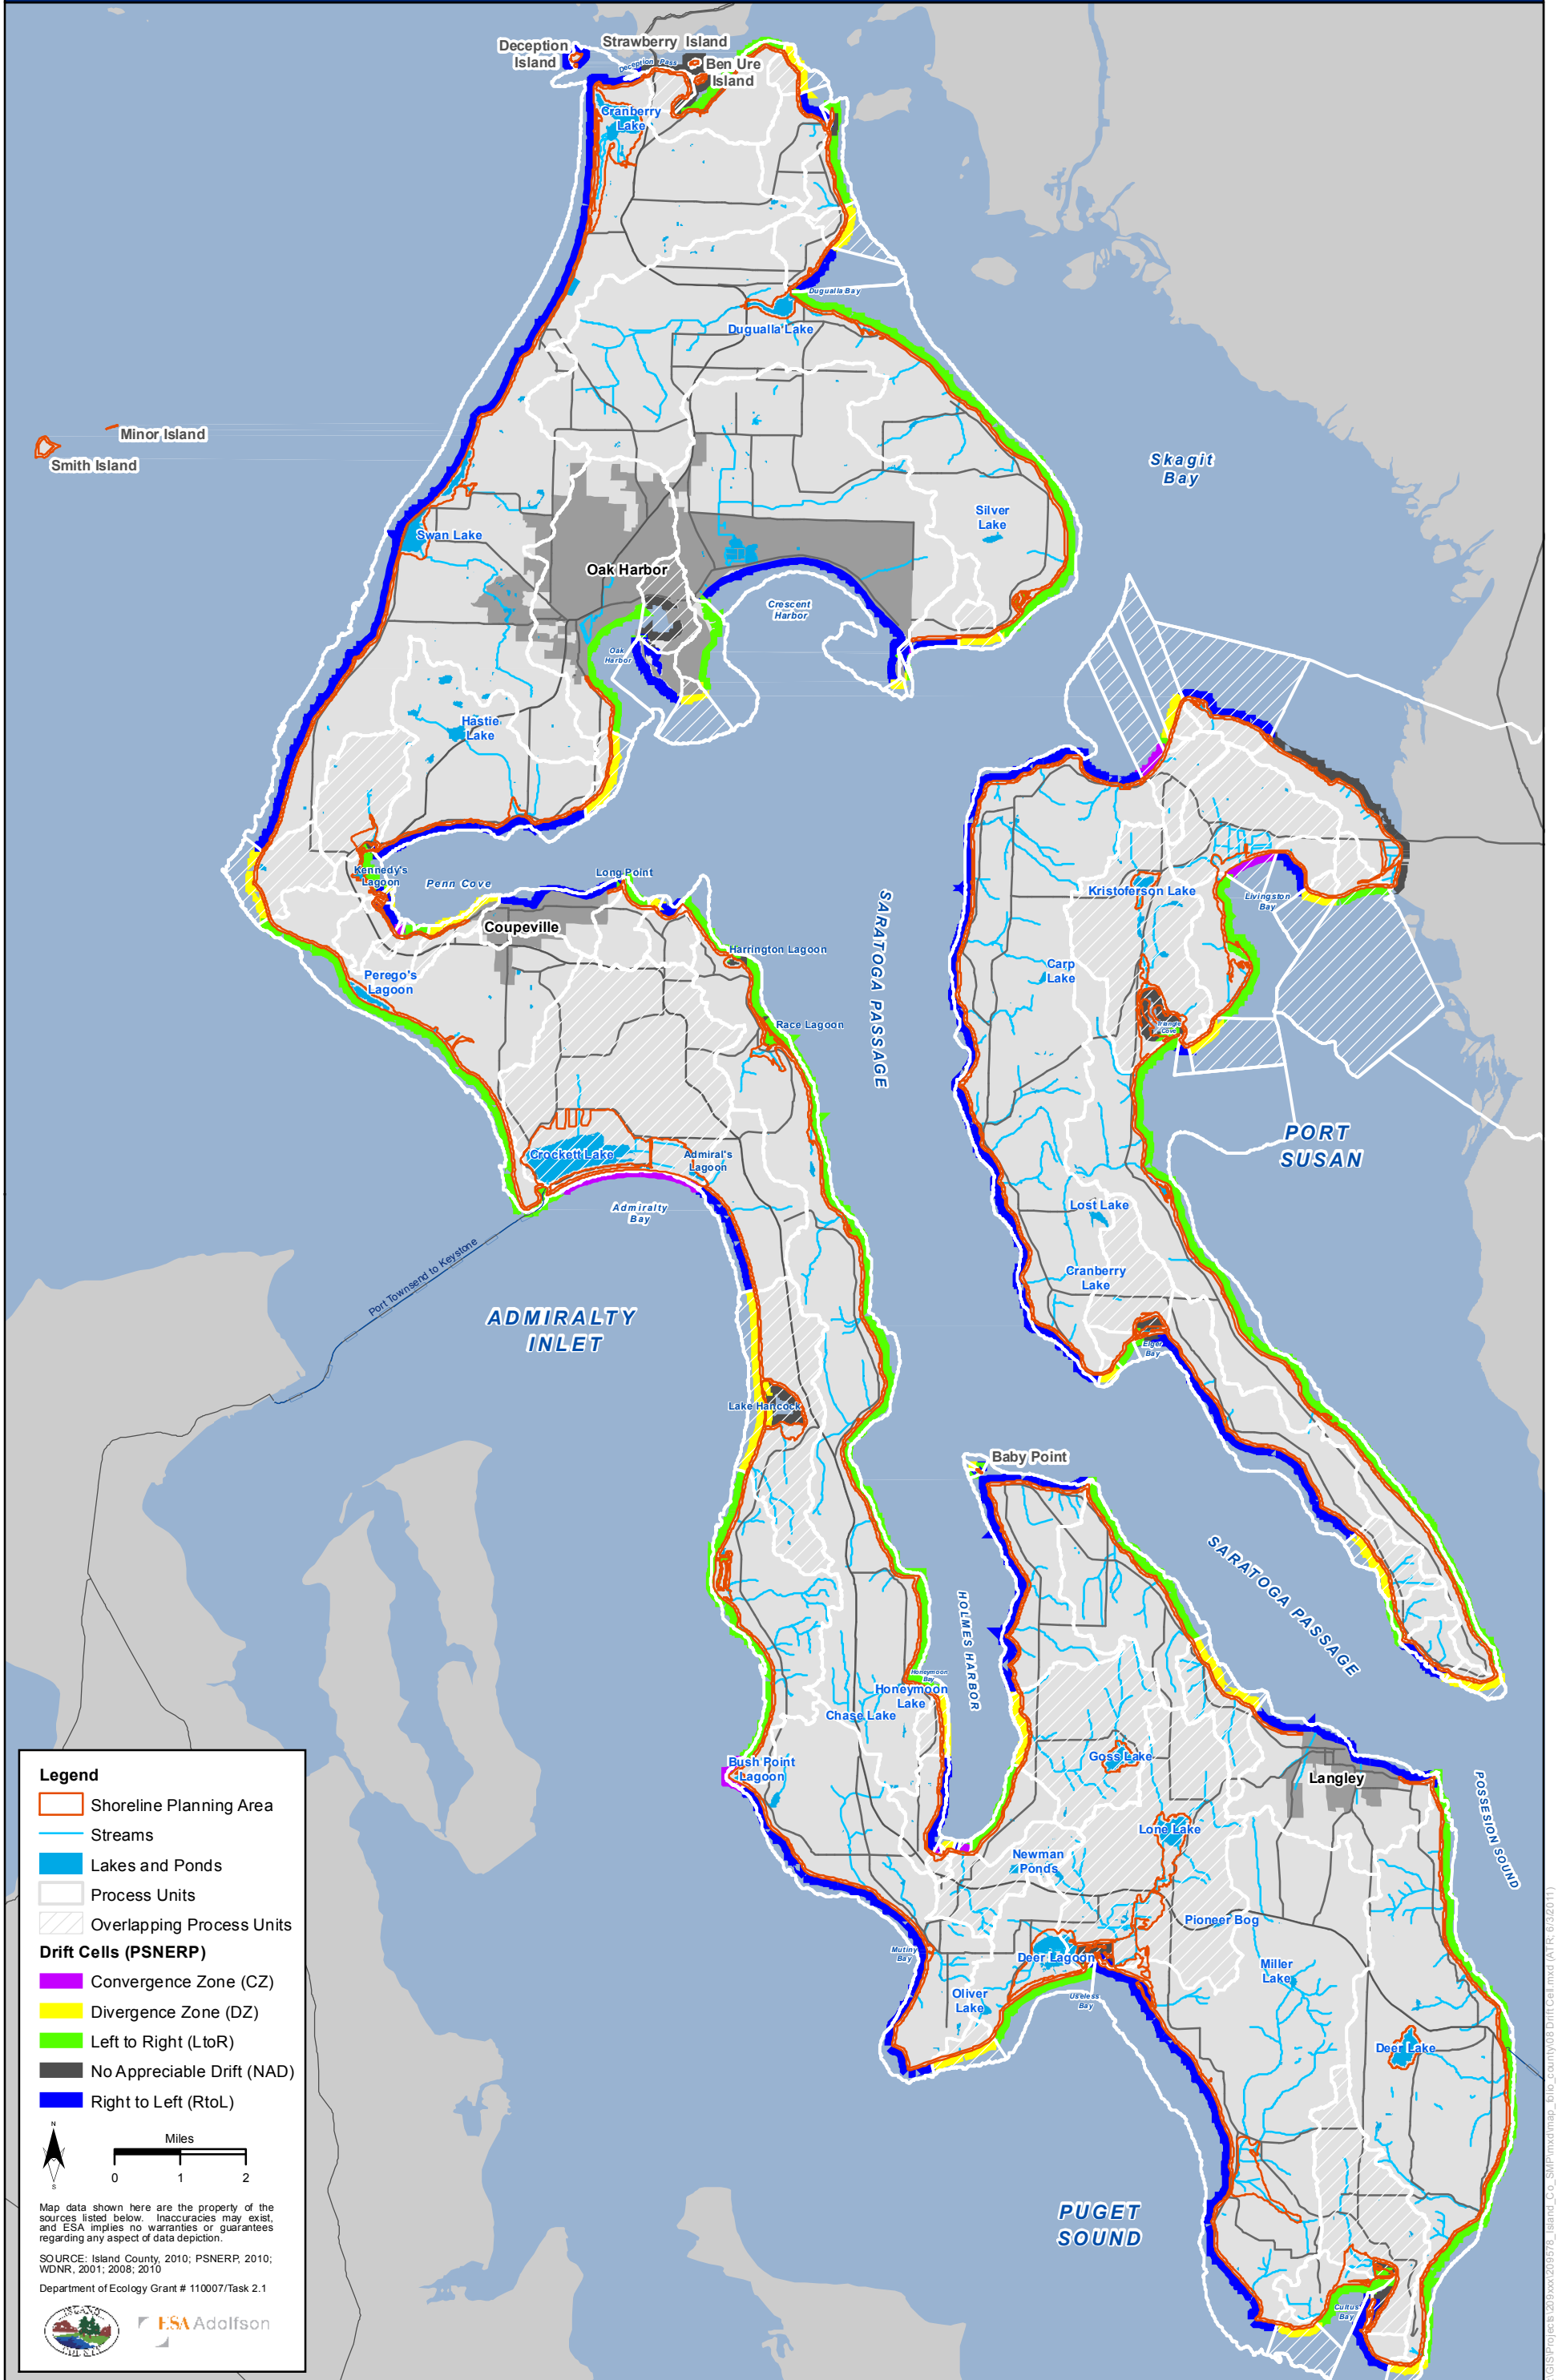 Deception
Island
Strawberry Island
Deception Pass
Ben Ure
Island
Cranberry
Lake
Dugualla Bay
Dugualla Lake
Minor Island
Smith Island
Skagit
Bay
Swan Lake
Silver
Lake
Oak Harbor
Crescent
Harbor
Oak
Harbor
Hastie
Lake
Kennedy's
Lagoon
Penn Cove
Long Point
Coupeville
Kristoferson Lake
Livingston
Bay
SARATOGA PASSAGE
Harrington Lagoon
Carp
Lake
Perego's
Lagoon
Race Lagoon
Triangle
Cove
PORT
SUSAN
Crockett Lake
Admiral's
Lagoon
Admiralty
Bay
Lost Lake
Port Townsend to Keystone
Cranberry
Lake
ADMIRALTY
INLET
Elger
Bay
Lake Hancock
Baby Point
SARATOGA PASSAGE
HOLMES HARBOR
Honeymoon
Bay
Honeymoon
Lake
Chase Lake
Goss Lake
Bush Point
Lagoon
Langley
POSSESION SOUND
Lone Lake
Newman
Ponds
Pioneer Bog
Mutiny
Bay
Deer Lagoon
Miller
Lake
Oliver
Lake
Useless
Bay
Deer Lake
PUGET
SOUND
Cultus
Bay
Legend
Shoreline Planning Area
Streams
Lakes and Ponds
Process Units
Overlapping Process Units
Drift Cells (PSNERP)
Convergence Zone (CZ)
Divergence Zone (DZ)
Left to Right (LtoR)
No Appreciable Drift (NAD)
Right to Left (RtoL)
N
S
Miles
0 1 2
Map data shown here are the property of the
sources listed below. Inaccuracies may exist,
and ESA implies no warranties or guarantees
regarding any aspect of data depiction.
SOURCE: Island County, 2010; PSNERP, 2010;
WDNR, 2001; 2008; 2010
Department of Ecology Grant # 110007/Task 2.1
ISLAND
ESA Adolfson